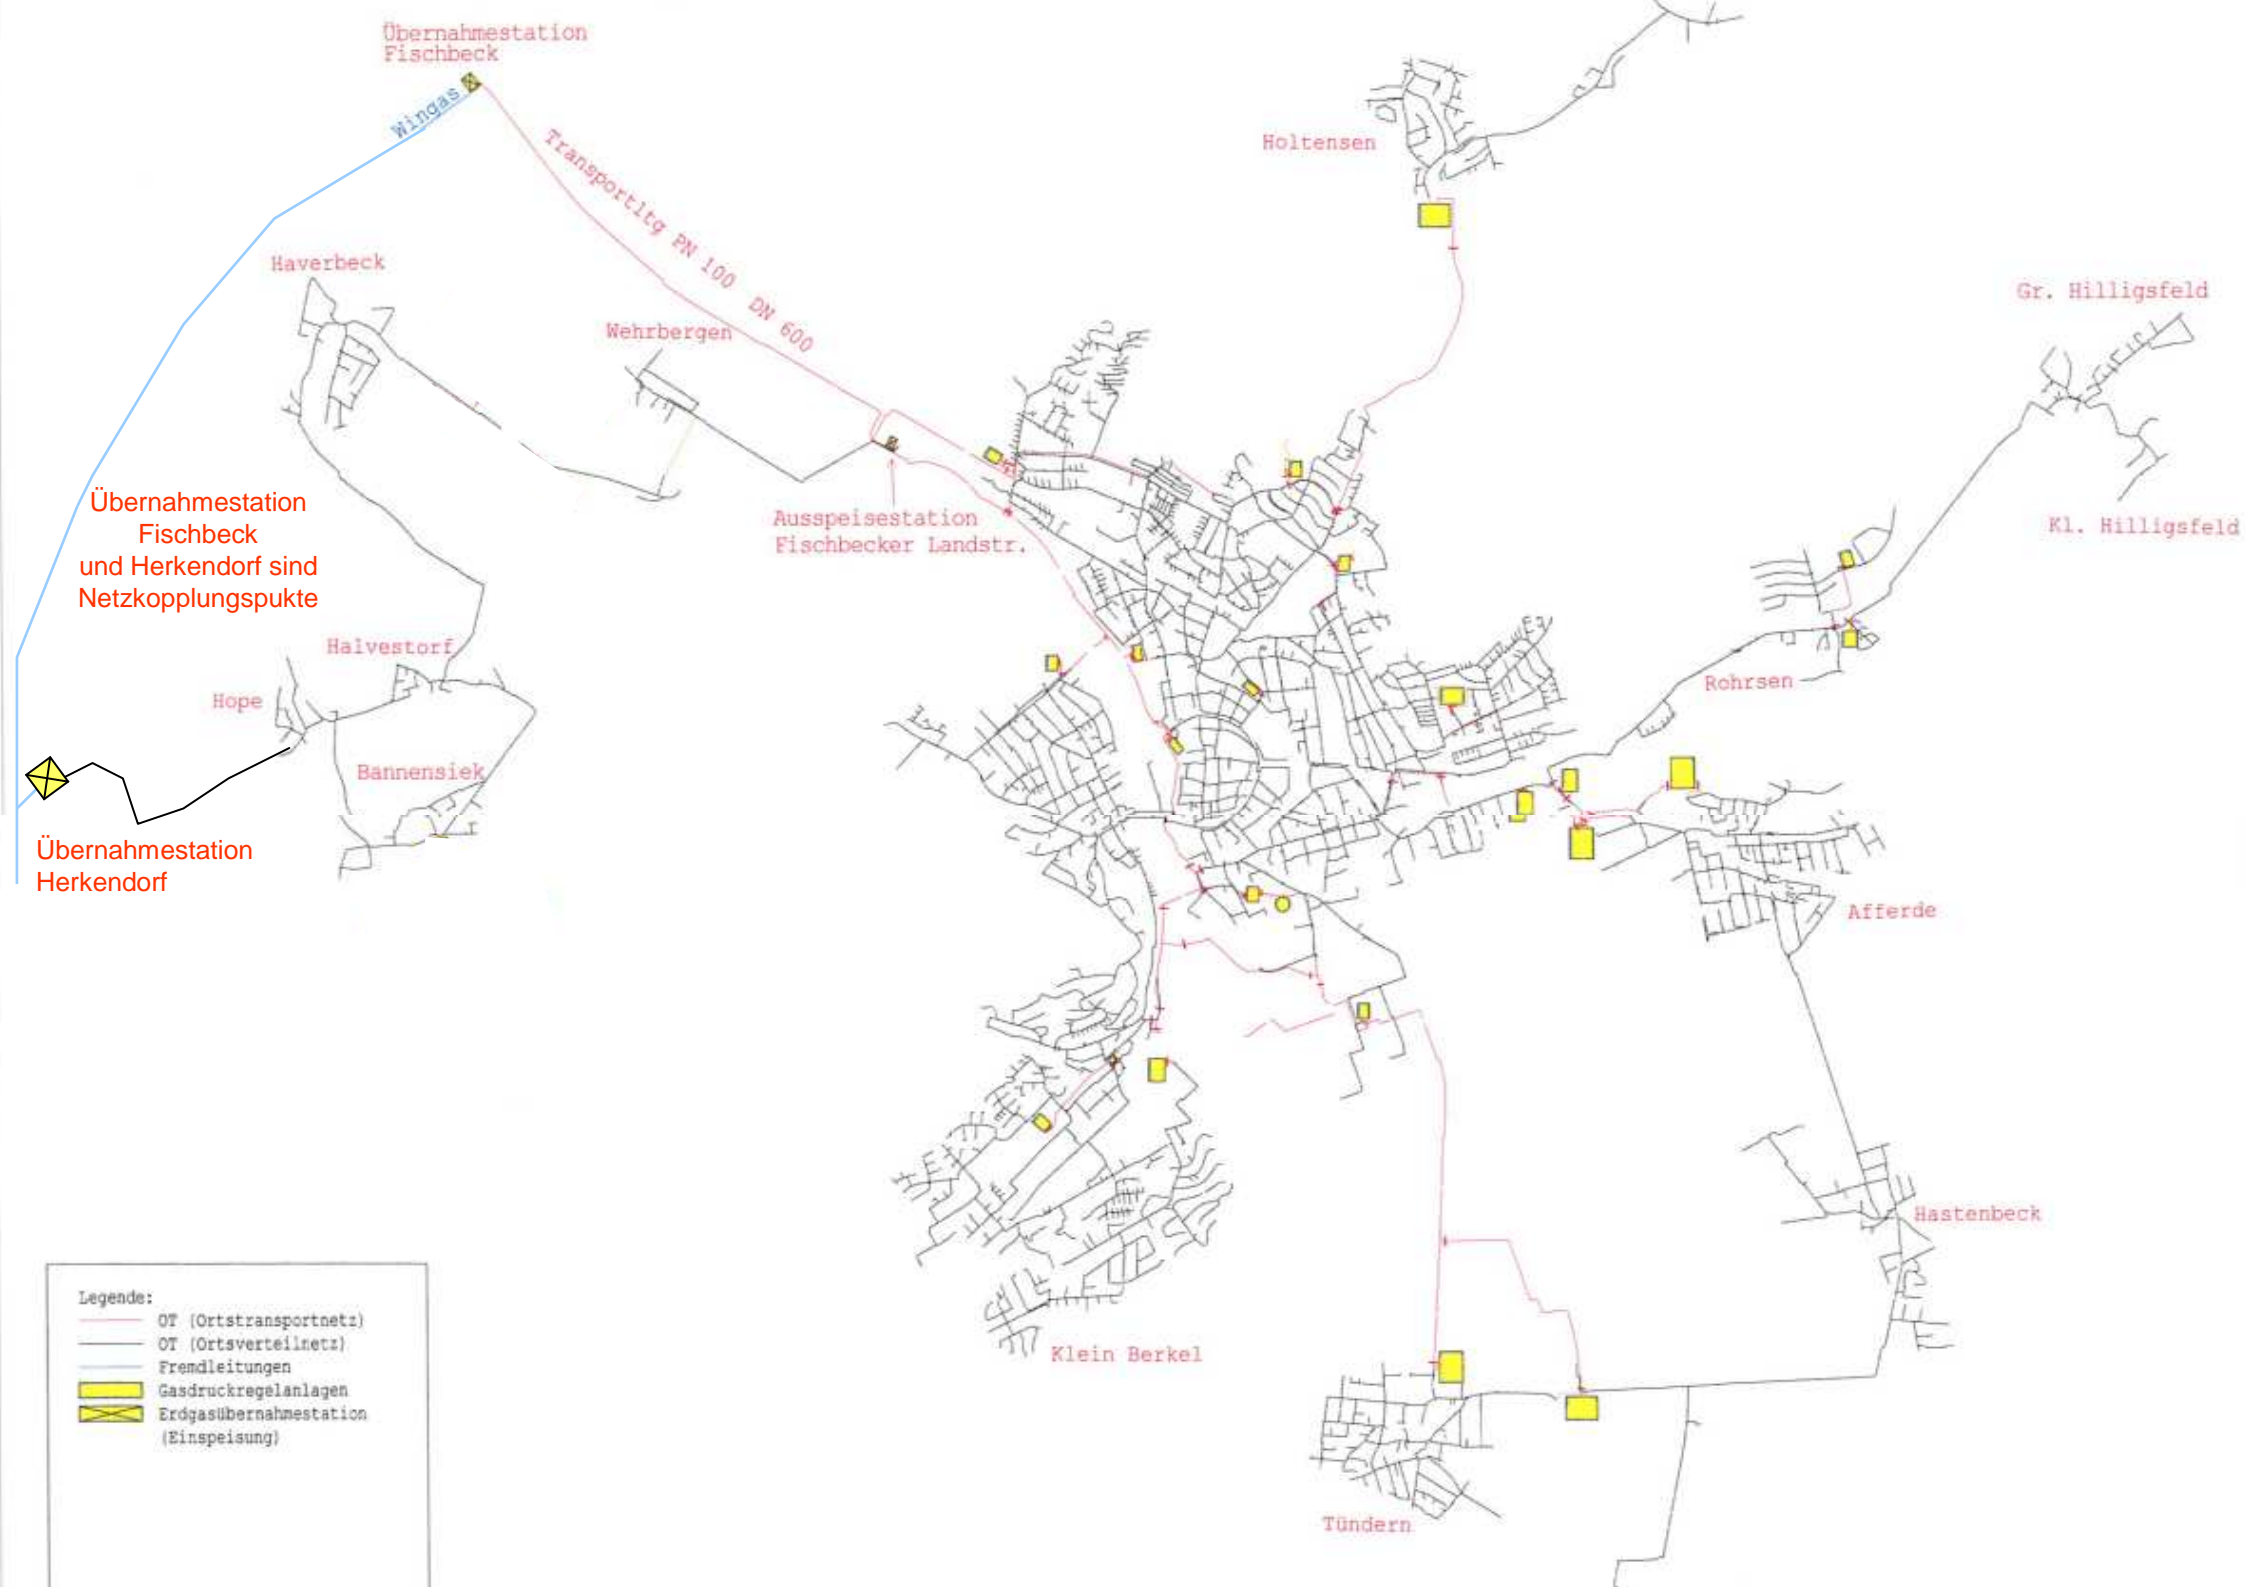 Übernahmestation
Fischbeck
Wingas
Transportltg PN 100 DN 600
Holtensen
Haverbeck
Wehrbergen
Gr. Hilligsfeld
Kl. Hilligsfeld
Übernahmestation
Fischbeck
und Herkendorf sind
Netzkopplungspukte
Ausspeisestation
Fischbecker Landstr.
Halvestorf
Hope
Rohrsen
Bannensiek
Übernahmestation
Herkendorf
Afferde
Hastenbeck
Klein Berkel
Tündern
Legende:
OT (Ortstransportnetz)
OT (Ortsverteilnetz)
Fremdleitungen
Gasdruckregelanlagen
Erdgasübernahmestation
(Einspeisung)